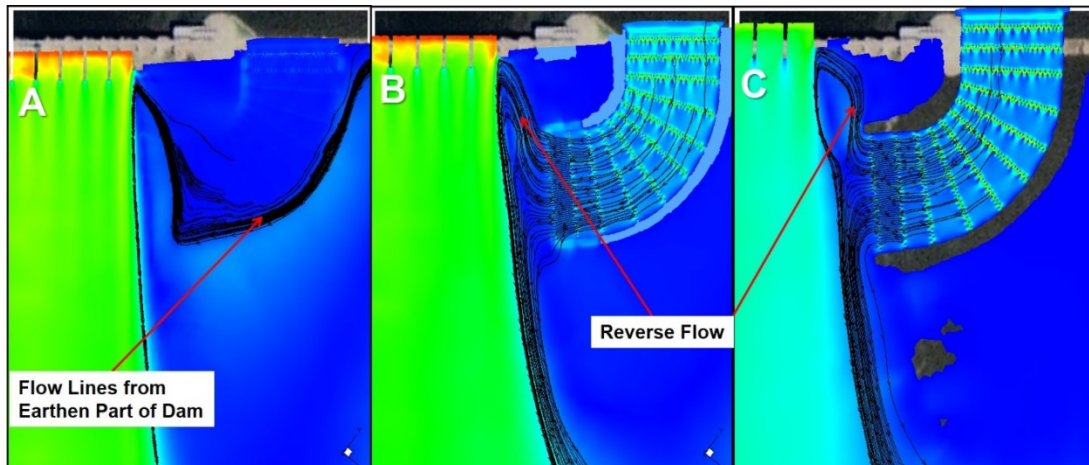 A
B
C
Reverse Flow
Flow Lines from
Earthen Part of Dam